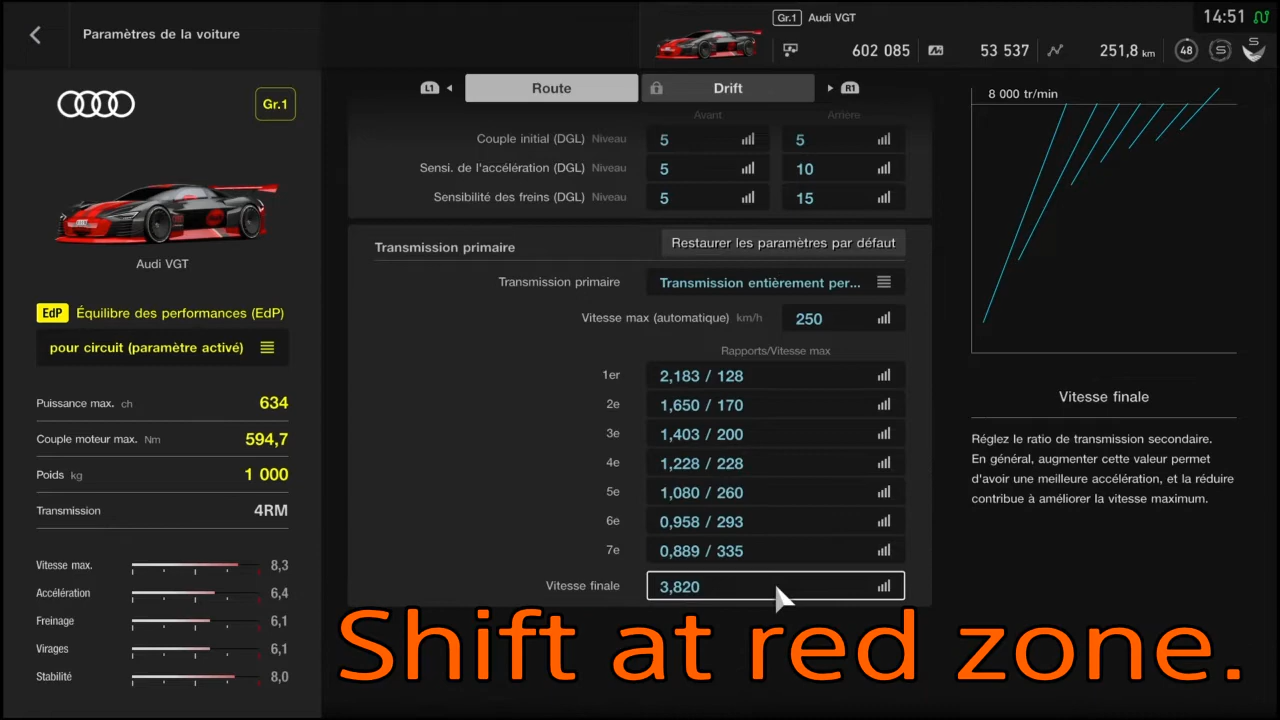 Paramètres de la voiture
Gr.1 Audi VGT
14:51
602 085 53 537 251,8 km 48 S S
Gr.1
Audi VGT
EdP Équilibre des performances (EdP)
pour circuit (paramètre activé)
Puissance max. ch 634
Couple moteur max. Nm 594,7
Poids kg 1 000
Transmission 4RM
Vitesse max. 8,3
Accélération 6,4
Freinage 6,1
Virages 6,1
Stabilité 8,0
L1 Route Drift R1
Avant Arrière
Couple initial (DGL) Niveau 5 5
Sensi. de l'accélération (DGL) Niveau 5 10
Sensibilité des freins (DGL) Niveau 5 15
Transmission primaire Restaurer les paramètres par défaut
Transmission primaire Transmission entièrement per...
Vitesse max (automatique) km/h 250
Rapports/Vitesse max
1er 2,183 / 128
2e 1,650 / 170
3e 1,403 / 200
4e 1,228 / 228
5e 1,080 / 260
6e 0,958 / 293
7e 0,889 / 335
Vitesse finale 3,820
8 000 tr/min
Vitesse finale
Réglez le ratio de transmission secondaire.
En général, augmenter cette valeur permet
d'avoir une meilleure accélération, et la réduire
contribue à améliorer la vitesse maximum.
Shift at red zone.